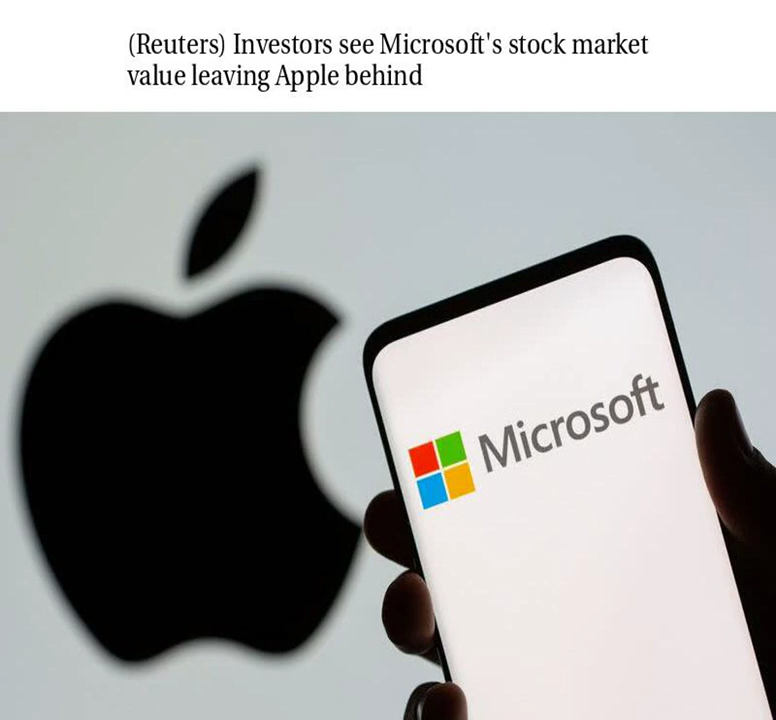 (Reuters) Investors see Microsoft's stock market
value leaving Apple behind
Microsoft